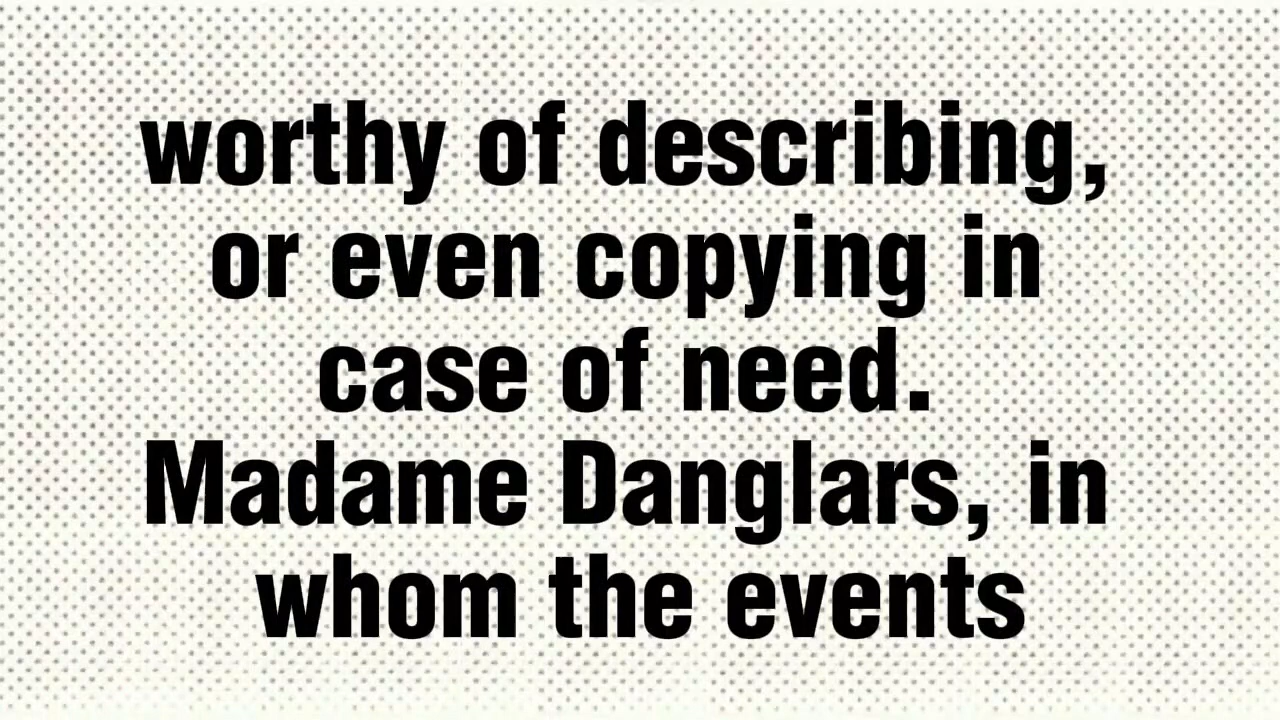 worthy of describing,
or even copying in
case of need.
Madame Danglars, in
whom the events